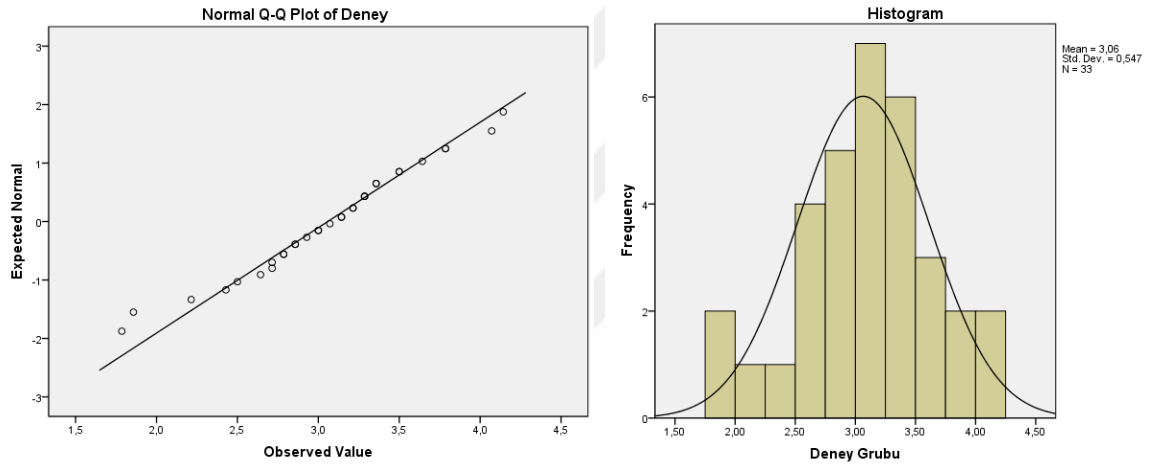 Normal Q-Q Plot of Deney
Expected Normal
3
2
1
0
-1
-2
-3
1,5
2,0
2,5
3,0
3,5
4,0
4,5
Observed Value
Histogram
Mean = 3,06
Std. Dev. = 0,547
N = 33
Frequency
6
4
2
0
1,50
2,00
2,50
3,00
3,50
4,00
4,50
Deney Grubu